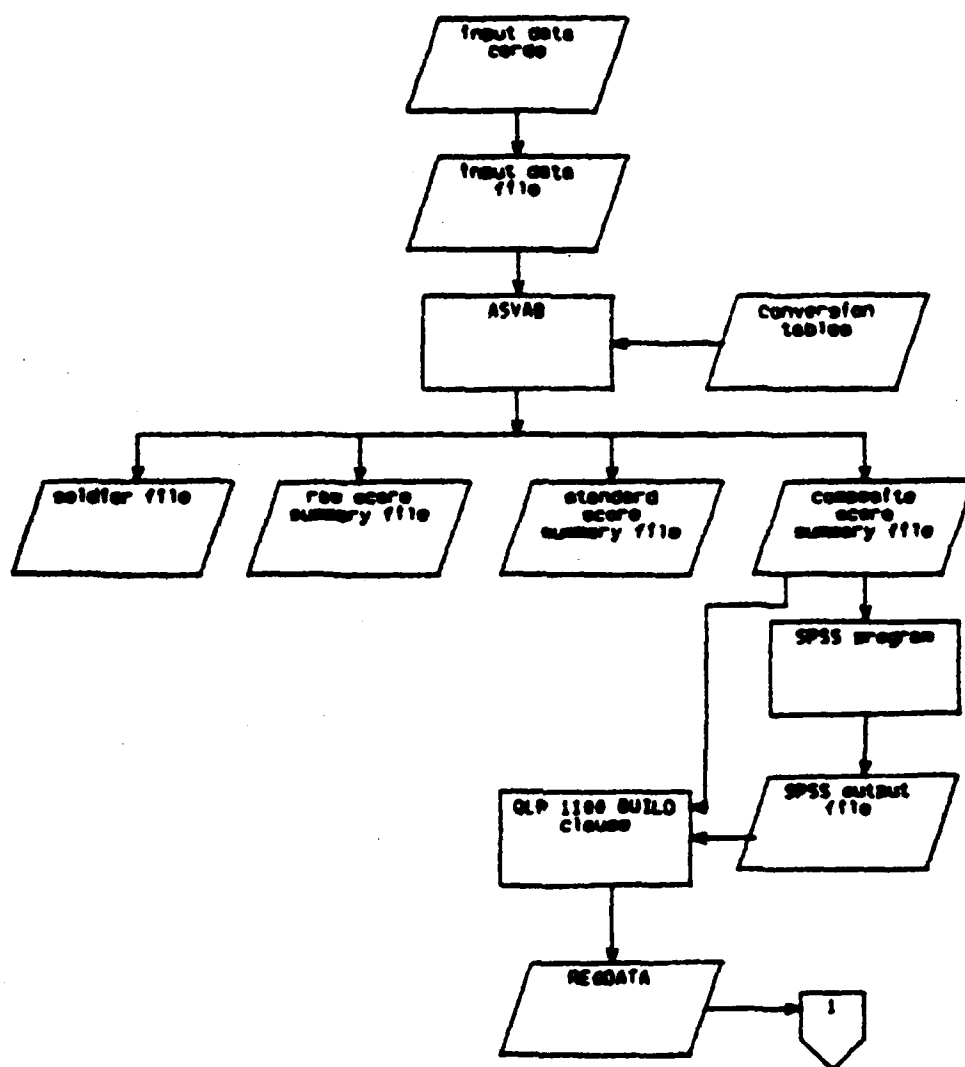 input data
cards
input data
file
ASVAB
conversion
tables
soldier file
raw score
summary file
standard
score
summary file
composite
score
summary file
SPSS program
SPSS output
file
QLP 1100 BUILD
clause
REGDATA
1